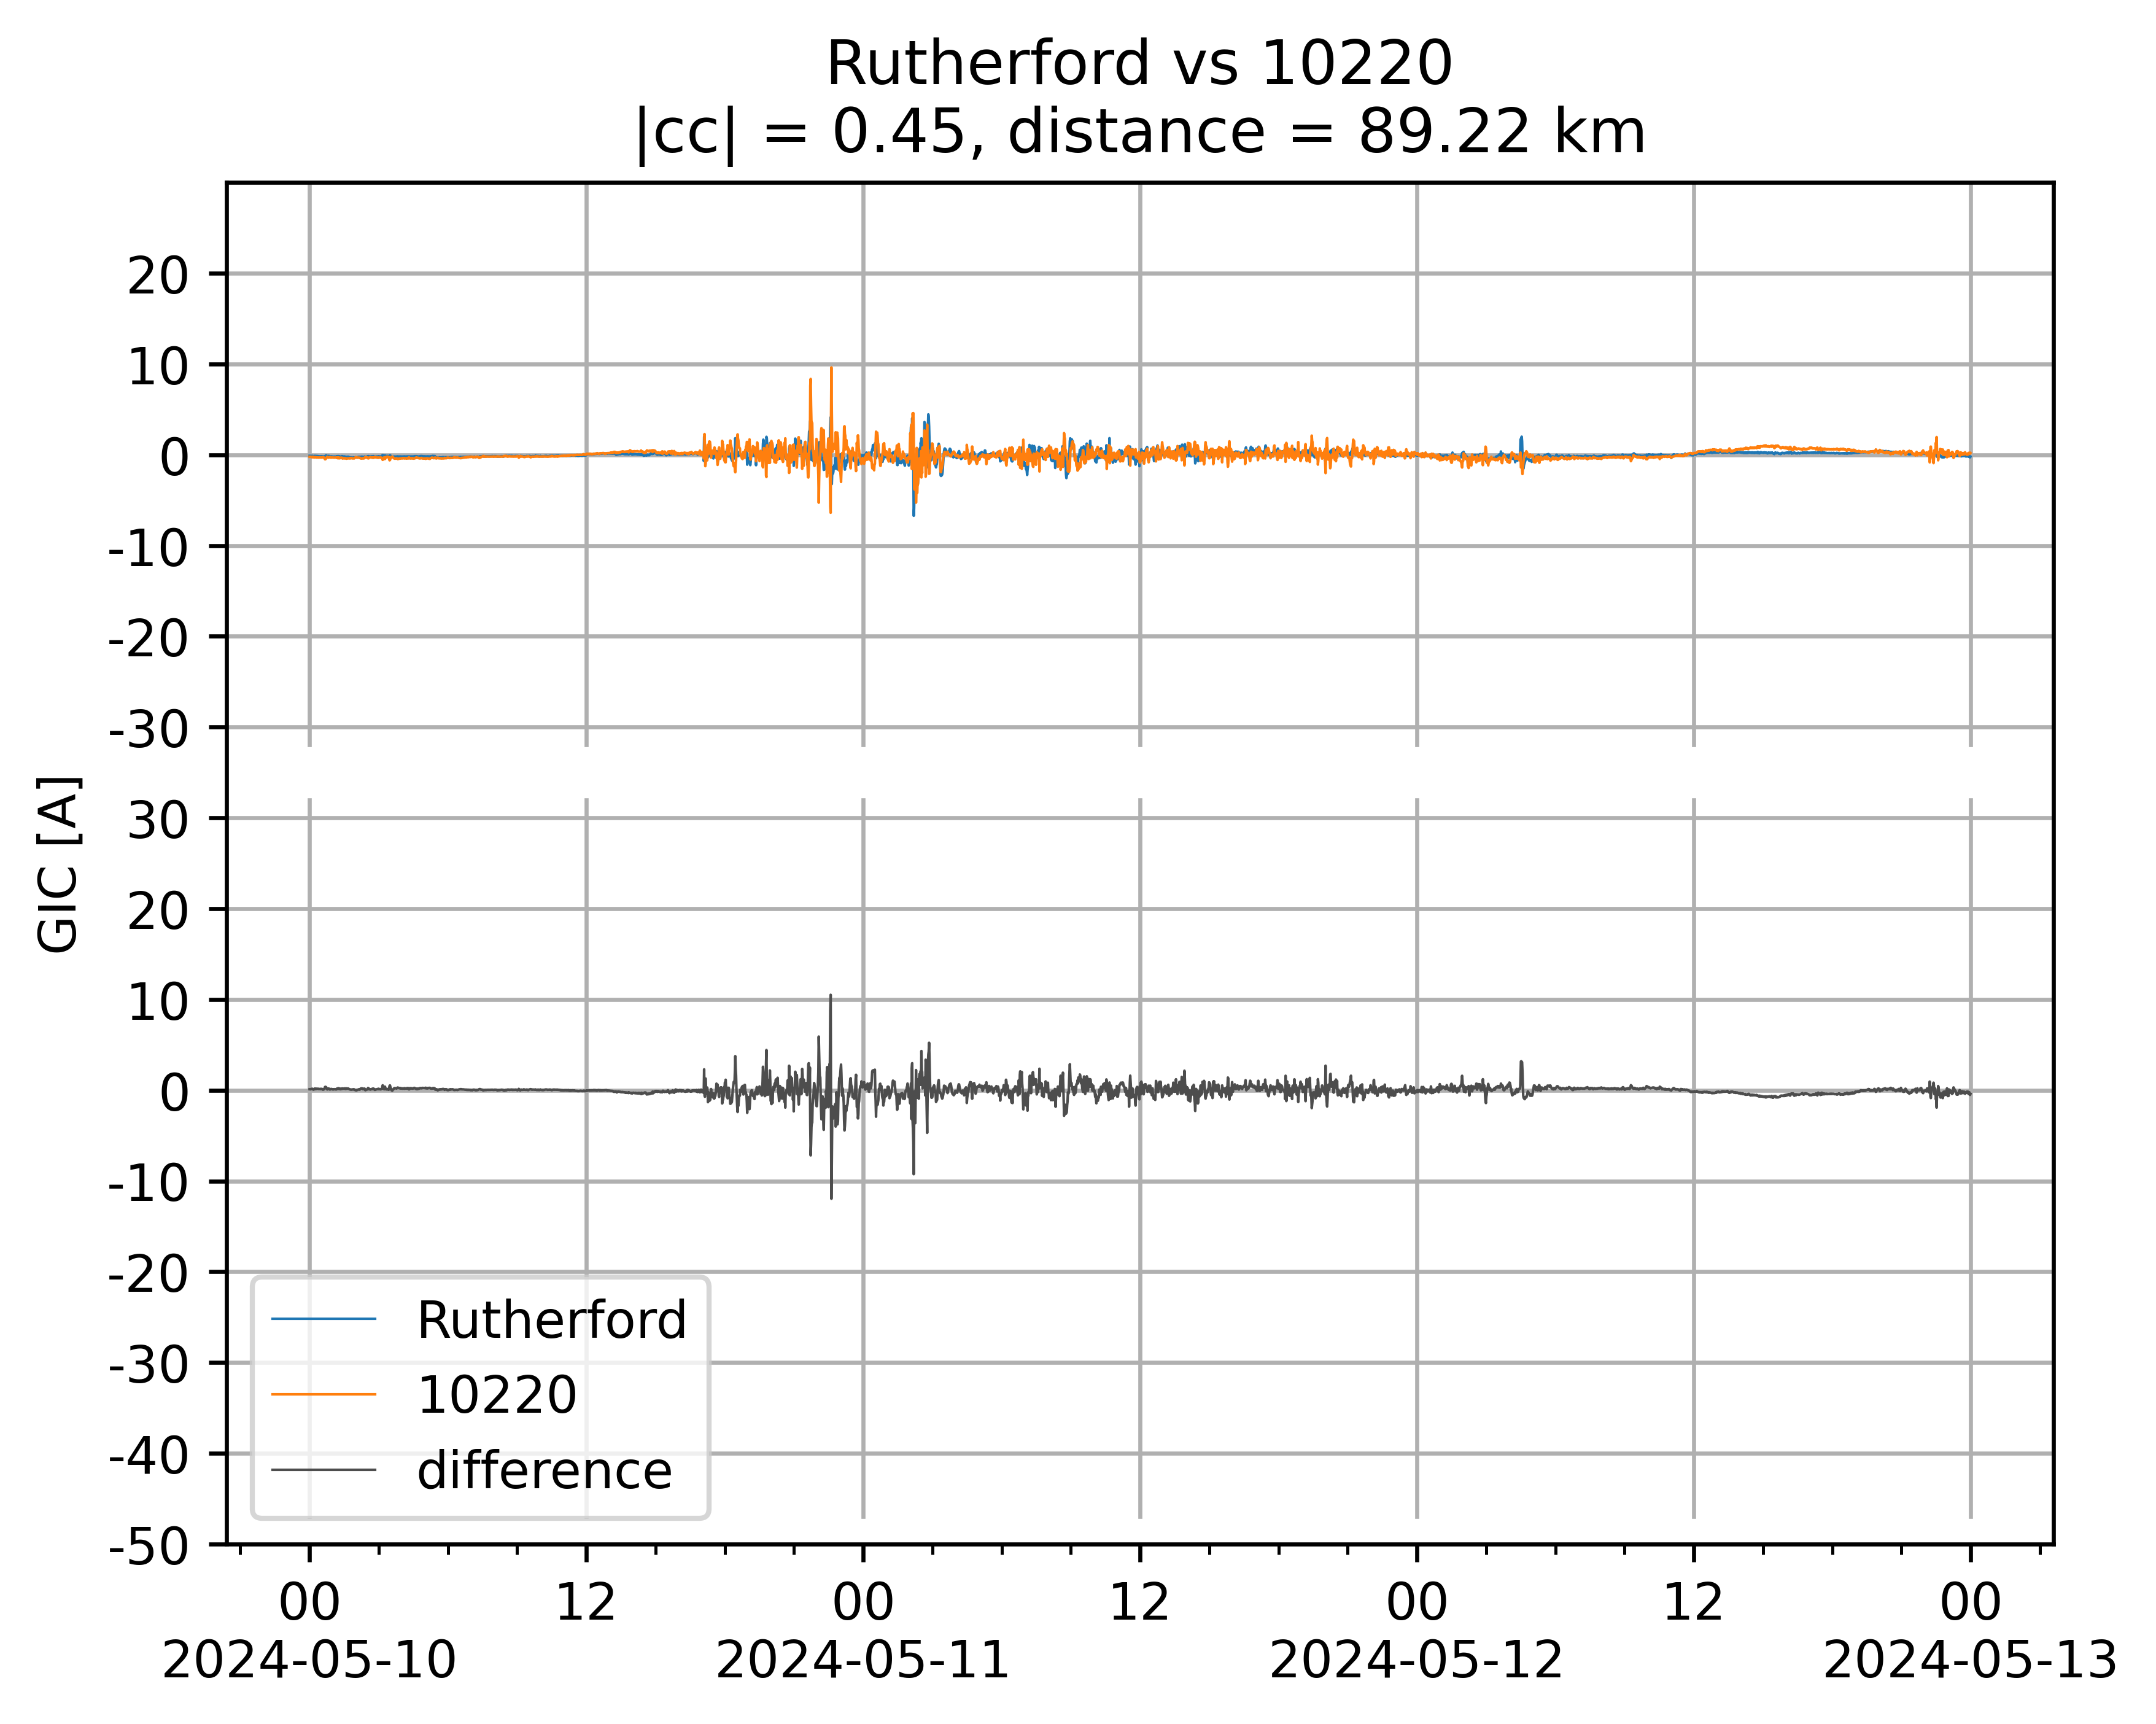 Rutherford vs 10220
|cc| = 0.45, distance = 89.22 km
GIC [A]
20
10
0
-10
-20
-30
30
20
10
0
-10
-20
-30
-40
-50
Rutherford
10220
difference
00 12 00 12 00 12 00
2024-05-10 2024-05-11 2024-05-12 2024-05-13